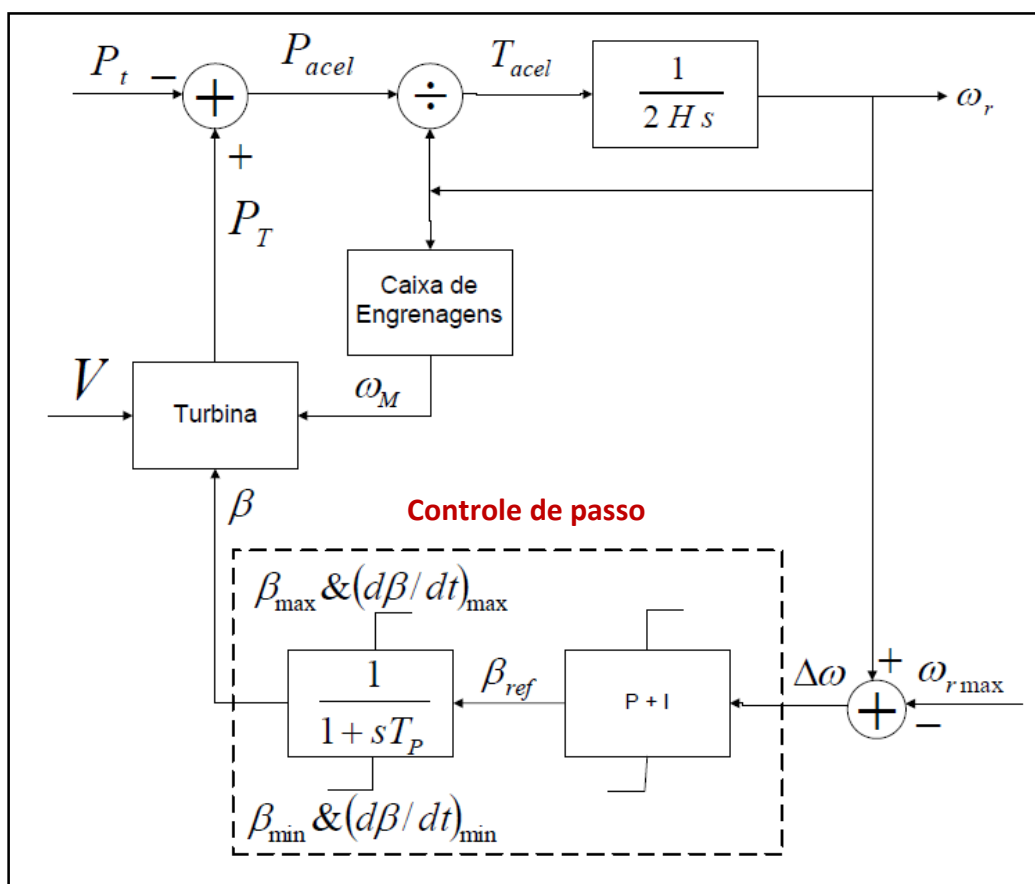 P_t − + P_acel ÷ T_acel 1 / 2 H s ω_r
+
P_T
Caixa de
Engrenagens
V Turbina ω_M
β
Controle de passo
β_max & (dβ/dt)_max
1 / 1 + sT_P β_ref P + I Δω + + ω_r max −
β_min & (dβ/dt)_min